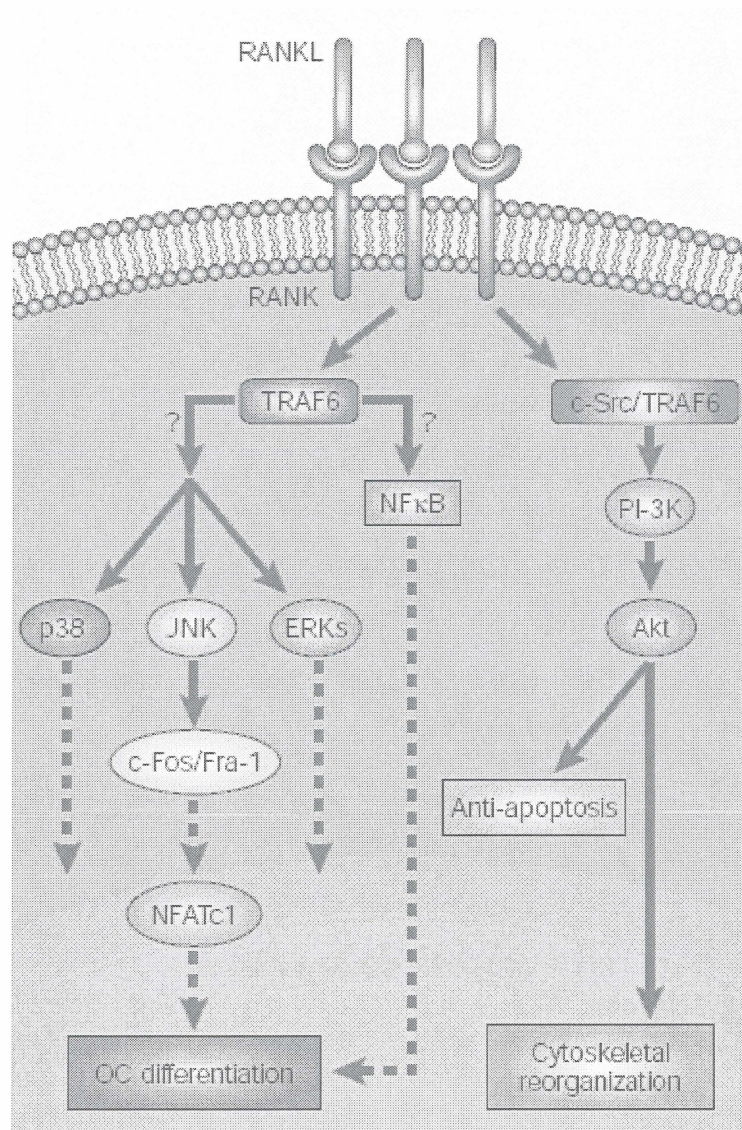 RANKL
RANK
TRAF6
c-Src/TRAF6
?
?
NFκB
PI-3K
p38
JNK
ERKs
Akt
c-Fos/Fra-1
Anti-apoptosis
NFATc1
OC differentiation
Cytoskeletal
reorganization